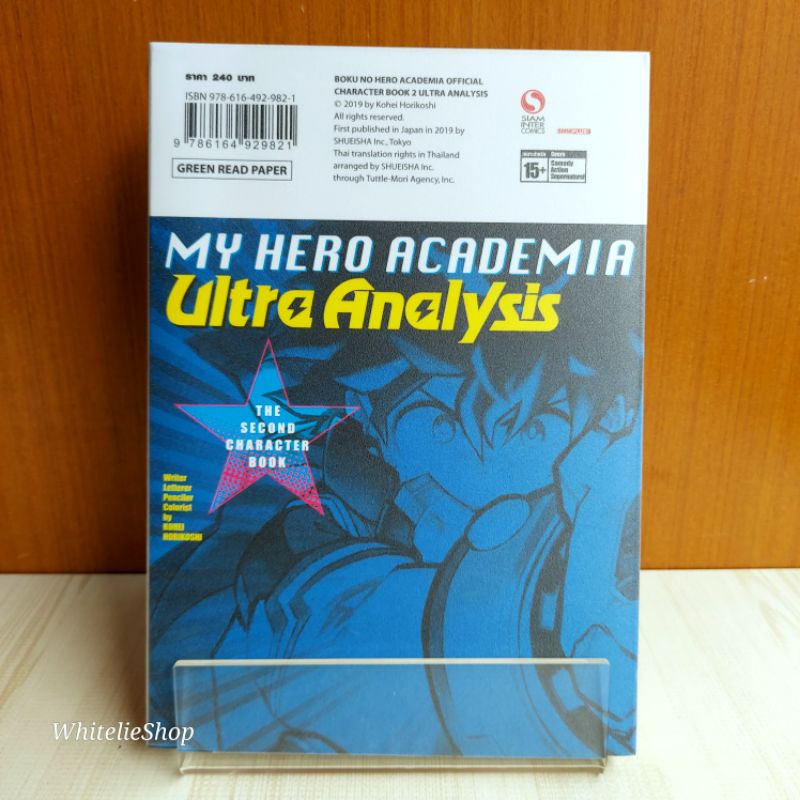 ราคา 240 บาท
ISBN 978-616-492-982-1
9 786164 929821
GREEN READ PAPER
BOKU NO HERO ACADEMIA OFFICIAL
CHARACTER BOOK 2 ULTRA ANALYSIS
© 2019 by Kohei Horikoshi
All rights reserved.
First published in Japan in 2019 by
SHUEISHA Inc., Tokyo
Thai translation rights in Thailand
arranged by SHUEISHA Inc.
through Tuttle-Mori Agency, Inc.
SIAM
INTER
COMICS
15+
Comedy
Action
Supernatural
MY HERO ACADEMIA
Ultra Analysis
THE
SECOND
CHARACTER
BOOK
Writer
Letterer
Penciler
Colorist
by
KOHEI
HORIKOSHI
WhitelieShop